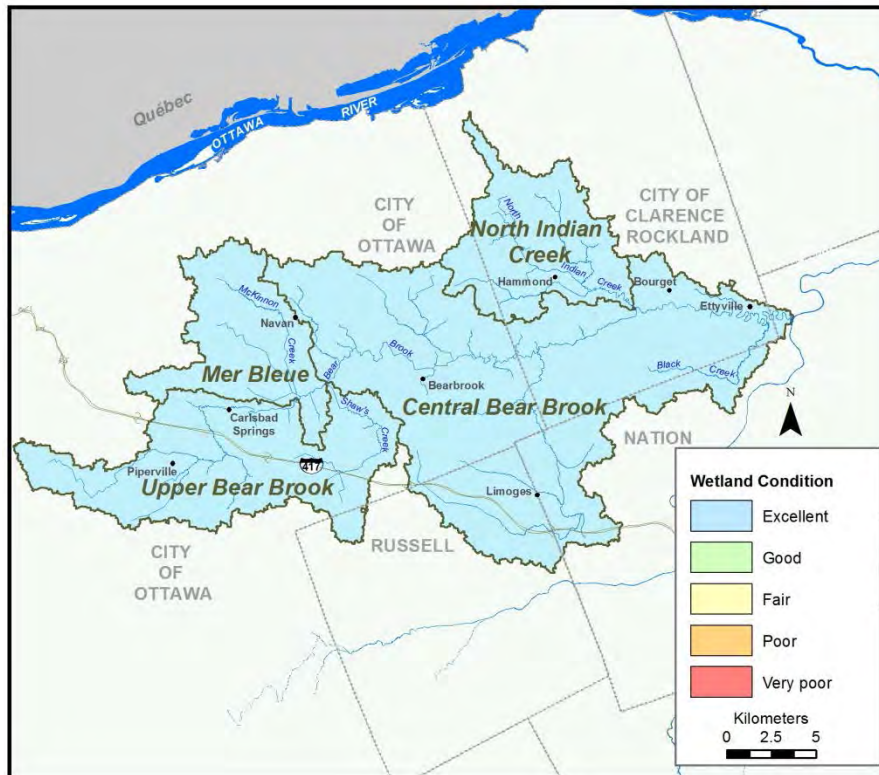 Québec
OTTAWA
RIVER
CITY
OF
OTTAWA
North Indian
Creek
CITY OF
CLARENCE
ROCKLAND
North
Indian
Creek
Hammond
Bourget
Ettyville
McKinnon
Creek
Navan
Mer Bleue
Bear
Brook
Bearbrook
Black
Creek
Central Bear Brook
Shaw's
Creek
Carlsbad
Springs
417
Piperville
Upper Bear Brook
Limoges
NATION
N
RUSSELL
CITY
OF
OTTAWA
Wetland Condition
Excellent
Good
Fair
Poor
Very poor
Kilometers
0 2.5 5